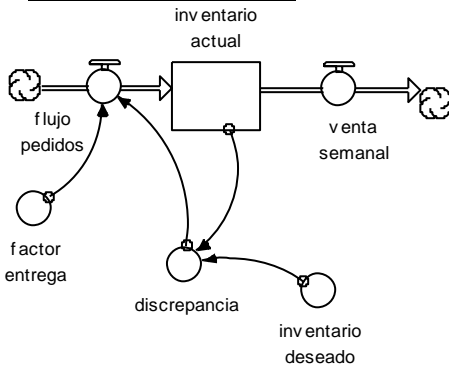 inventario
actual
flujo
pedidos
venta
semanal
factor
entrega
discrepancia
inventario
deseado